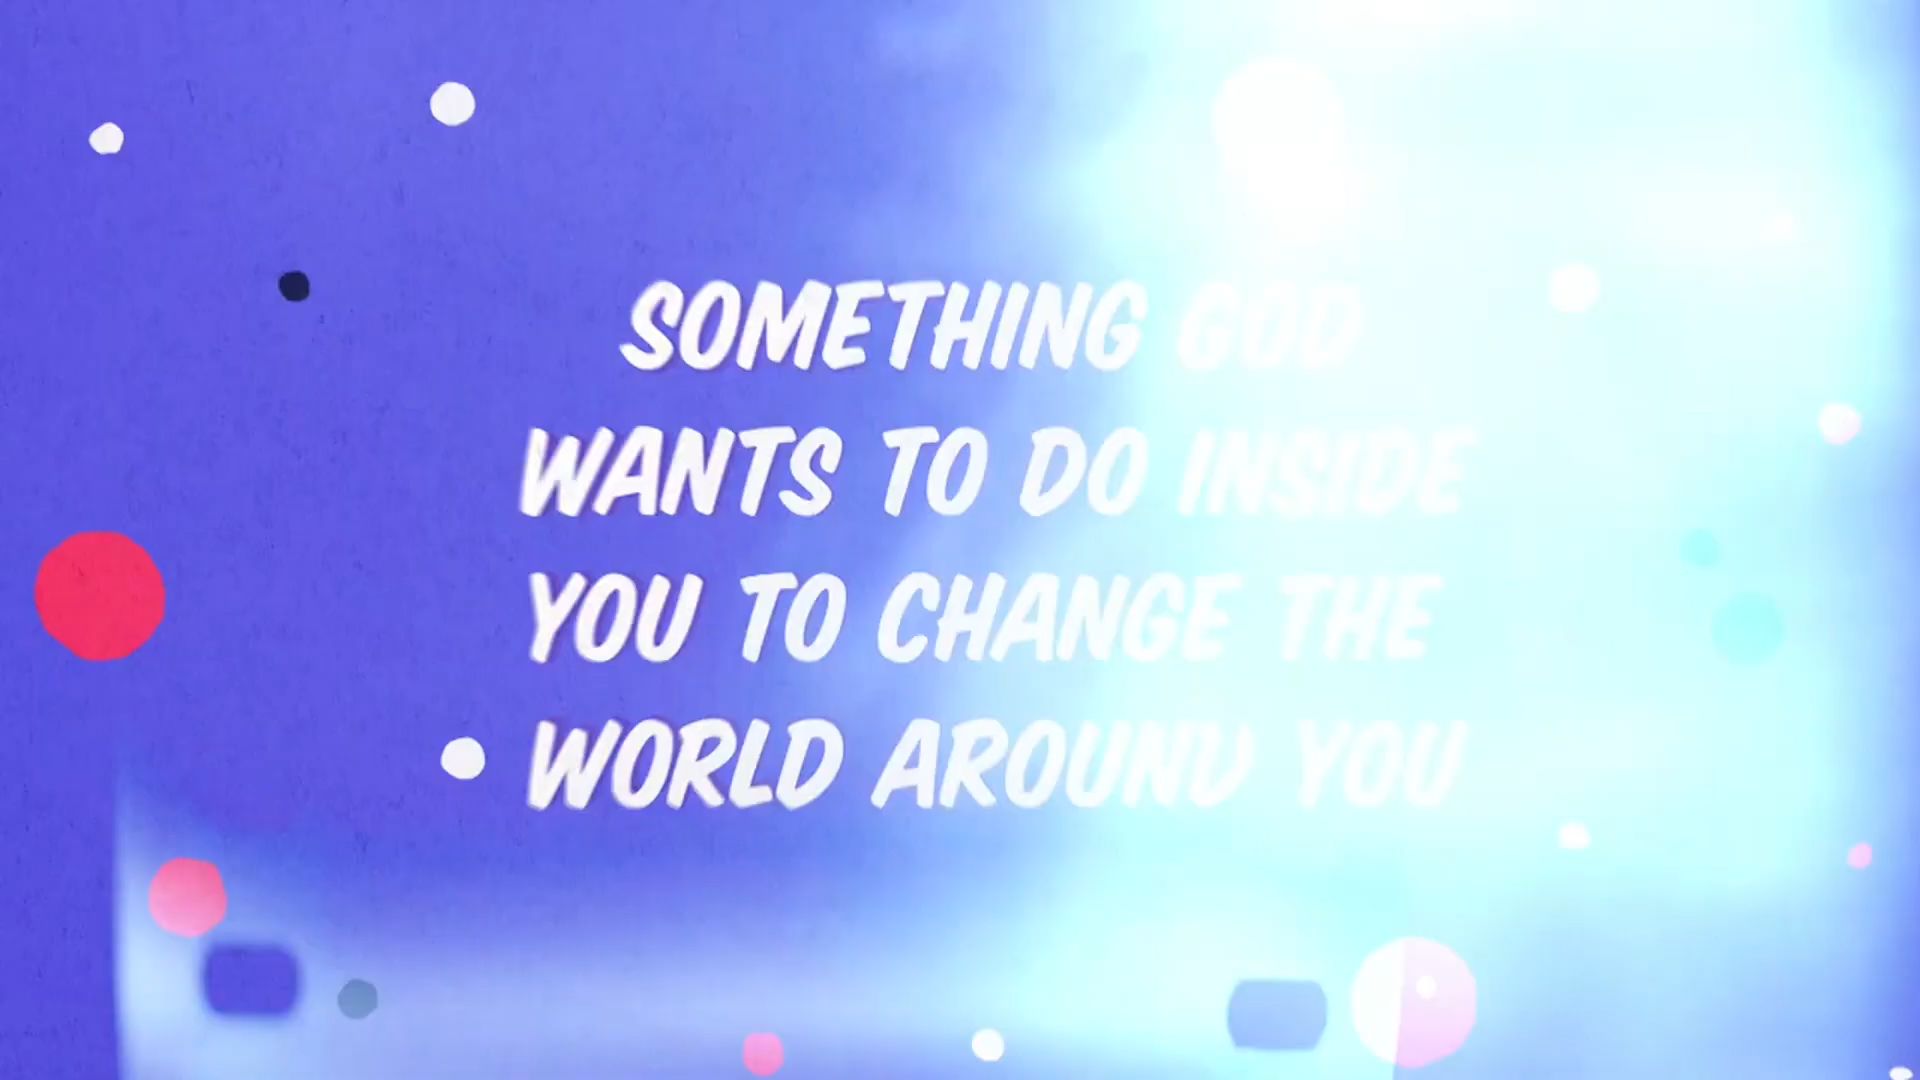 SOMETHING GOD
WANTS TO DO INSIDE
YOU TO CHANGE THE
WORLD AROUND YOU